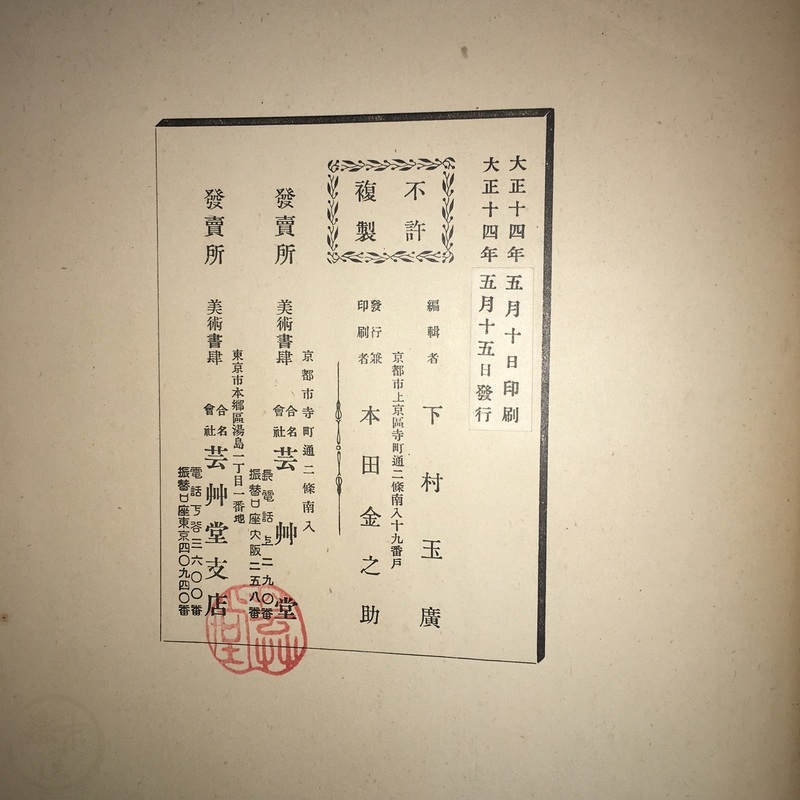 大正十四年五月十日印刷
大正十四年五月十五日發行
不許
複製
編輯者 下村玉廣
京都市上京區寺町通二條南入十九番戶
發行兼
印刷者 本田金之助
京都市寺町通二條南入
發賣所 美術書肆 合名會社 芸艸堂
長電話上二九〇番
振替口座大阪二五八番
東京市本鄉區湯島一丁目一番地
發賣所 美術書肆 合名會社 芸艸堂支店
電話下谷三六〇〇番
振替口座東京四〇九四〇番
芸艸
堂